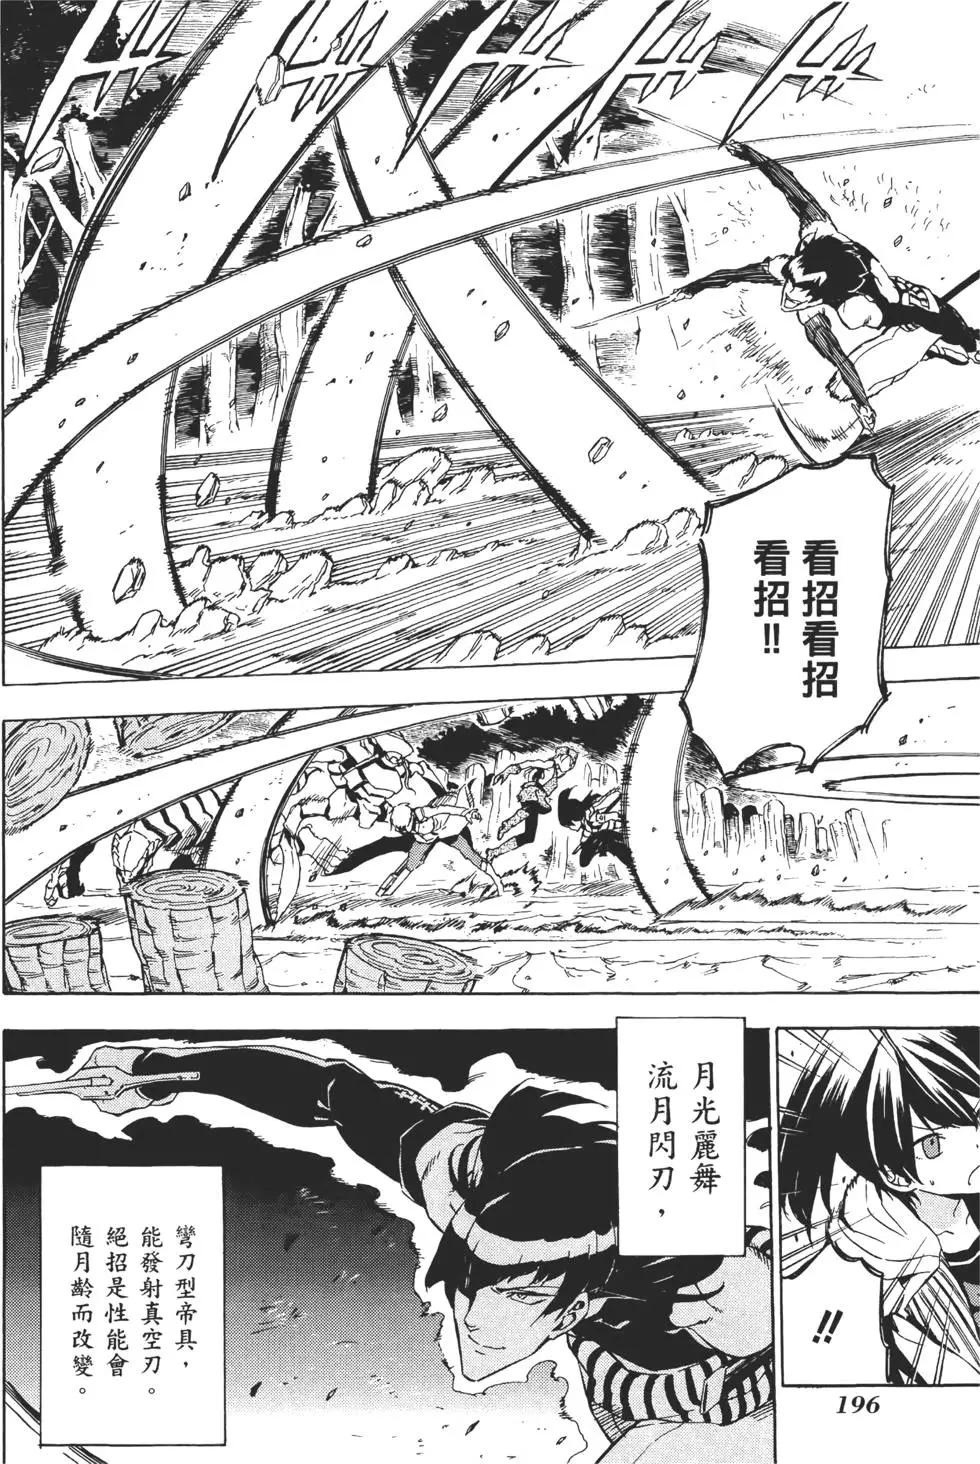 看招看招
看招!!
!!
月光麗舞
流月閃刃，
彎刀型帝具，
能發射真空刃。
絕招是性能會
隨月齡而改變。
196